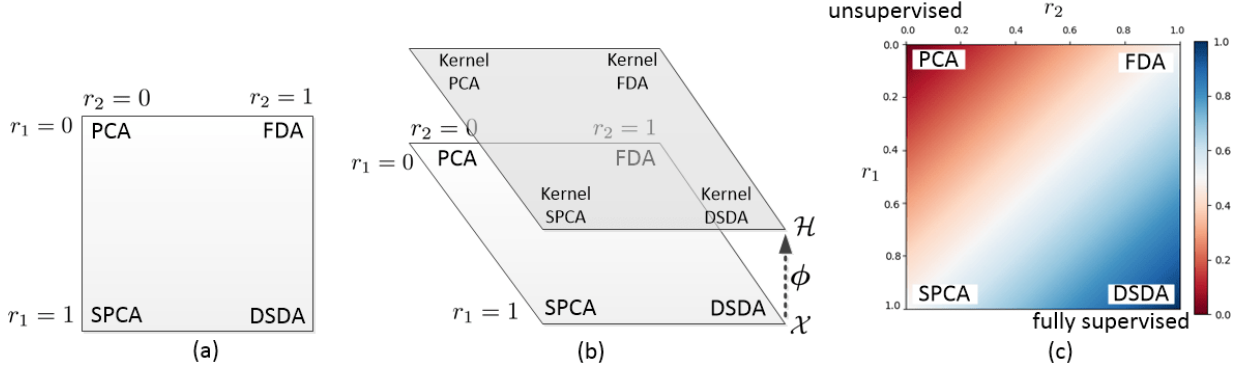 r₂ = 0 r₂ = 1
r₁ = 0 PCA FDA
r₁ = 1 SPCA DSDA
(a)
Kernel
PCA
Kernel
FDA
r₂ = 0 r₂ = 1
r₁ = 0 PCA FDA
Kernel
SPCA
Kernel
DSDA
ℋ
ϕ
r₁ = 1 SPCA DSDA
𝒳
(b)
unsupervised r₂
0.0 0.2 0.4 0.6 0.8 1.0
0.0 PCA FDA
0.2
0.4
r₁
0.6
0.8
1.0 SPCA DSDA
fully supervised
1.0
0.8
0.6
0.4
0.2
0.0
(c)